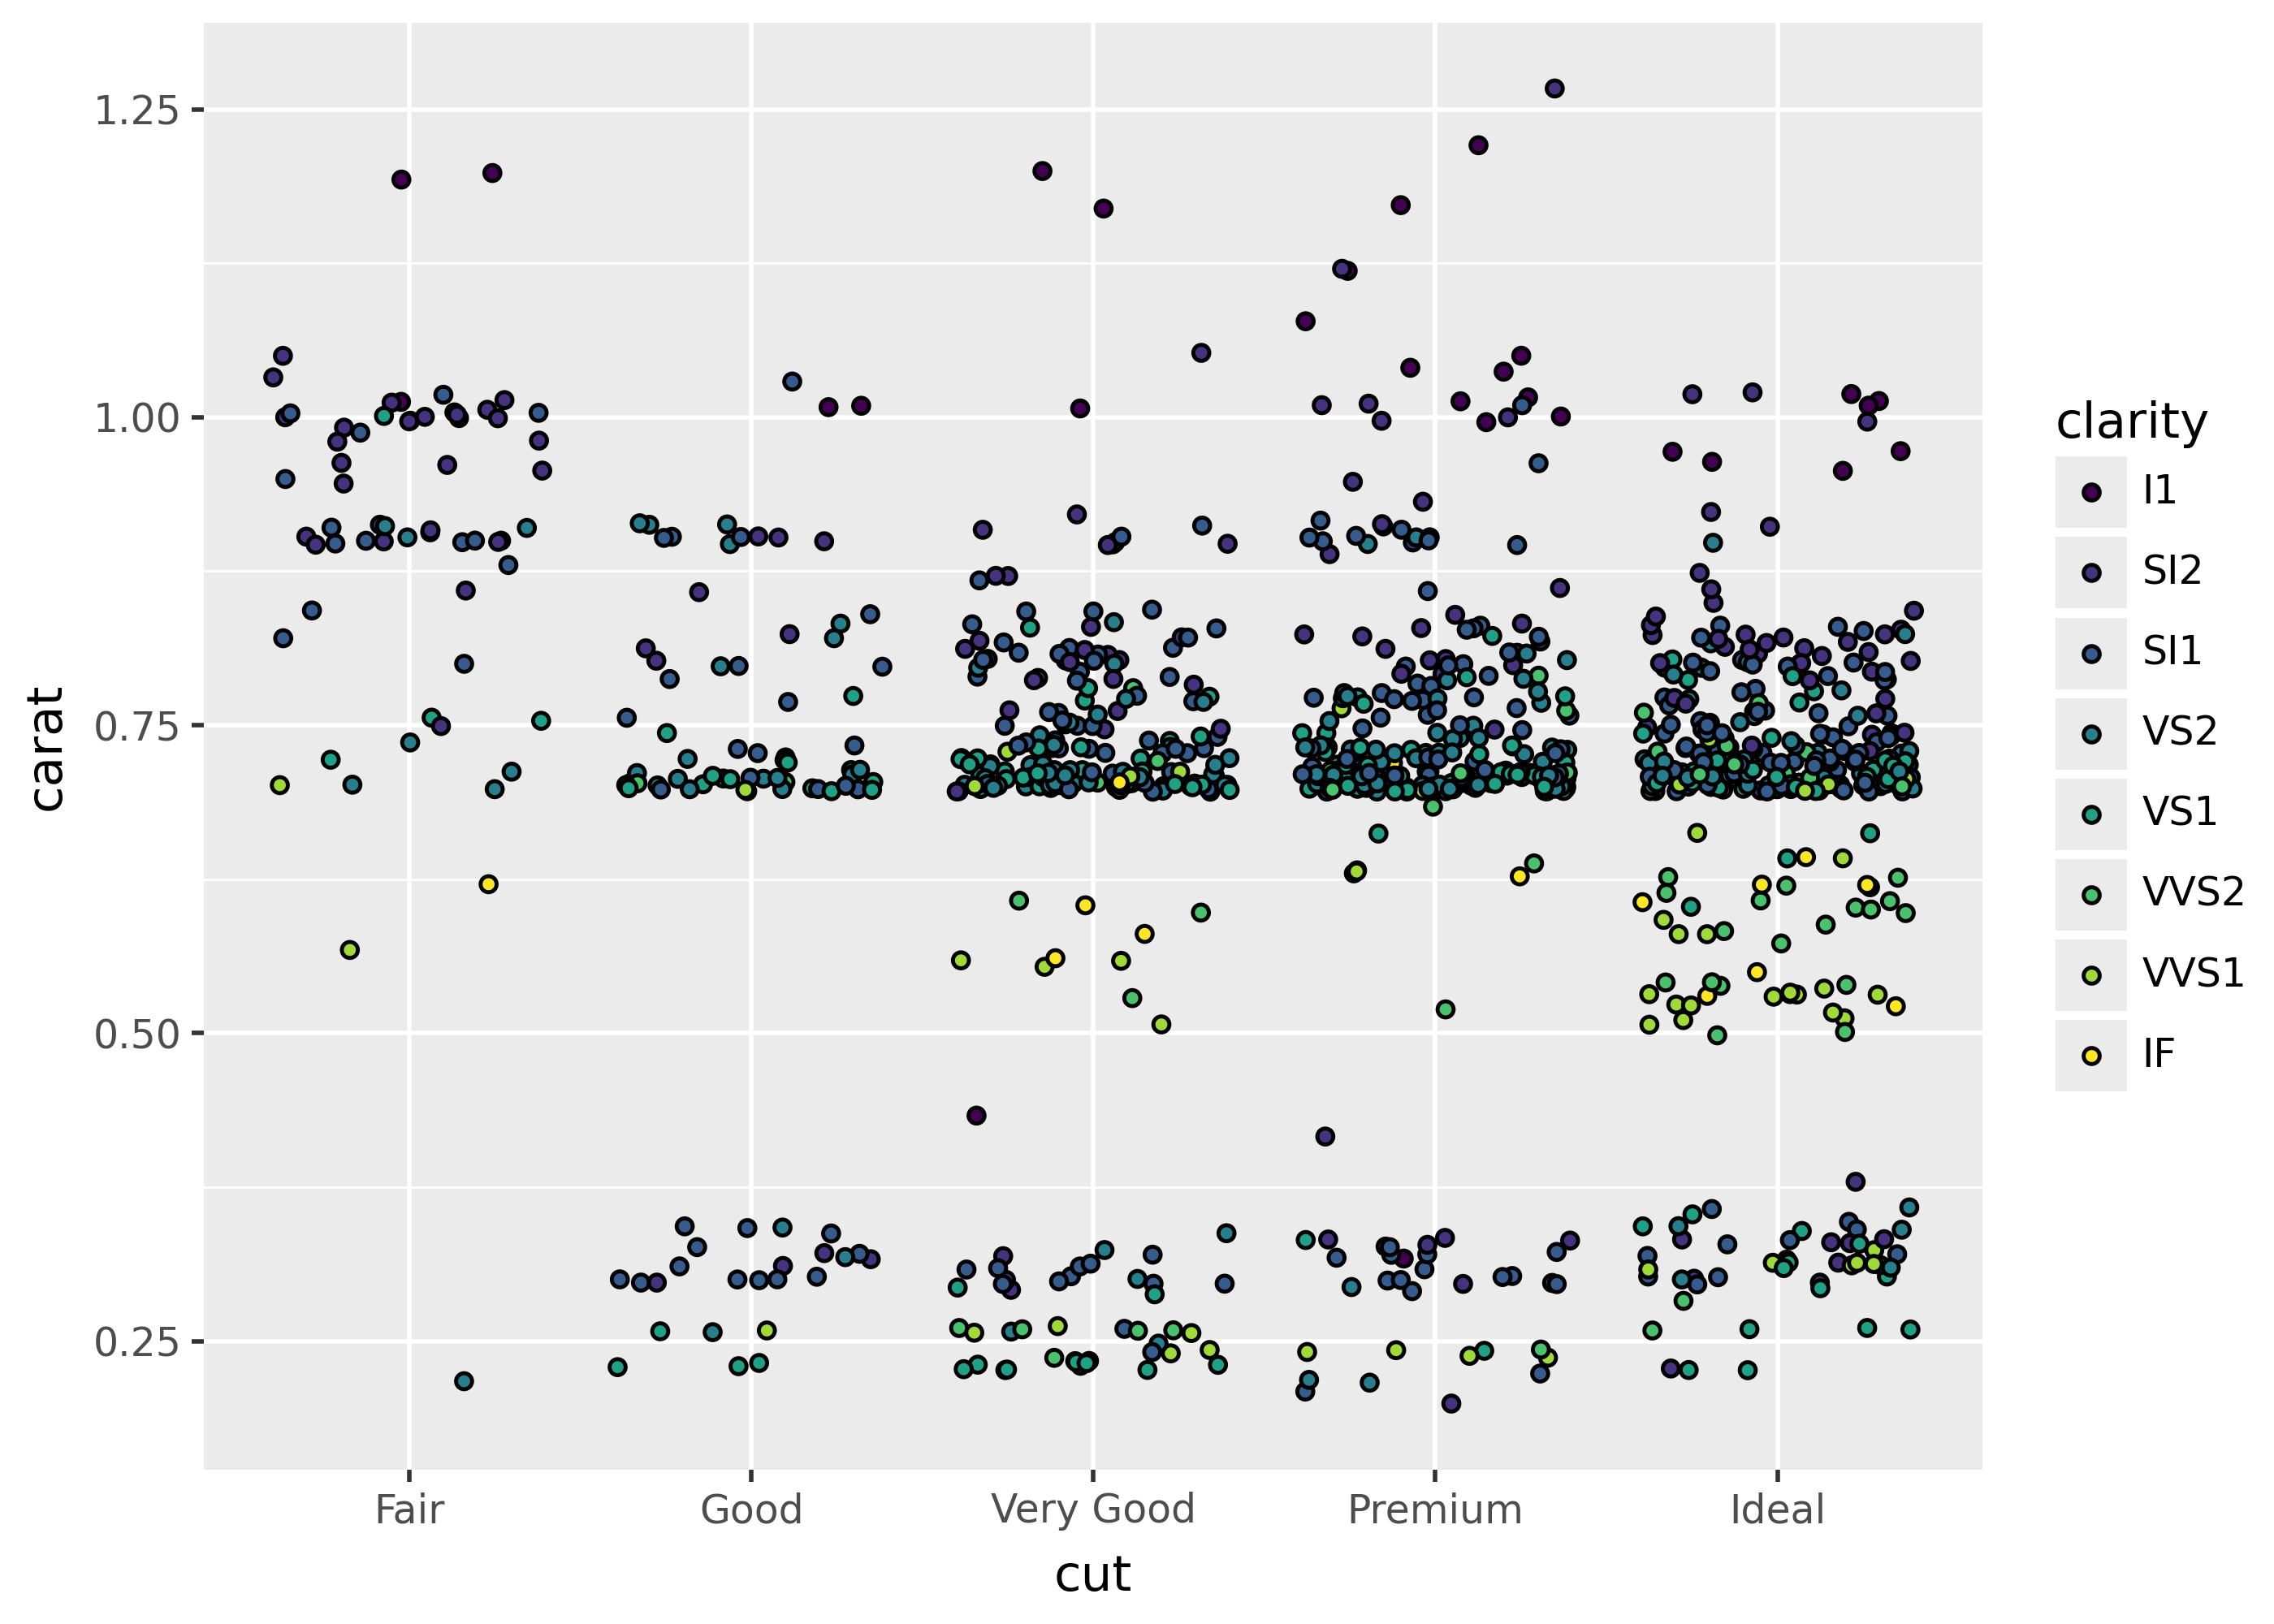 1.25
1.00
0.75
0.50
0.25
carat
Fair
Good
Very Good
Premium
Ideal
cut
clarity
I1
SI2
SI1
VS2
VS1
VVS2
VVS1
IF